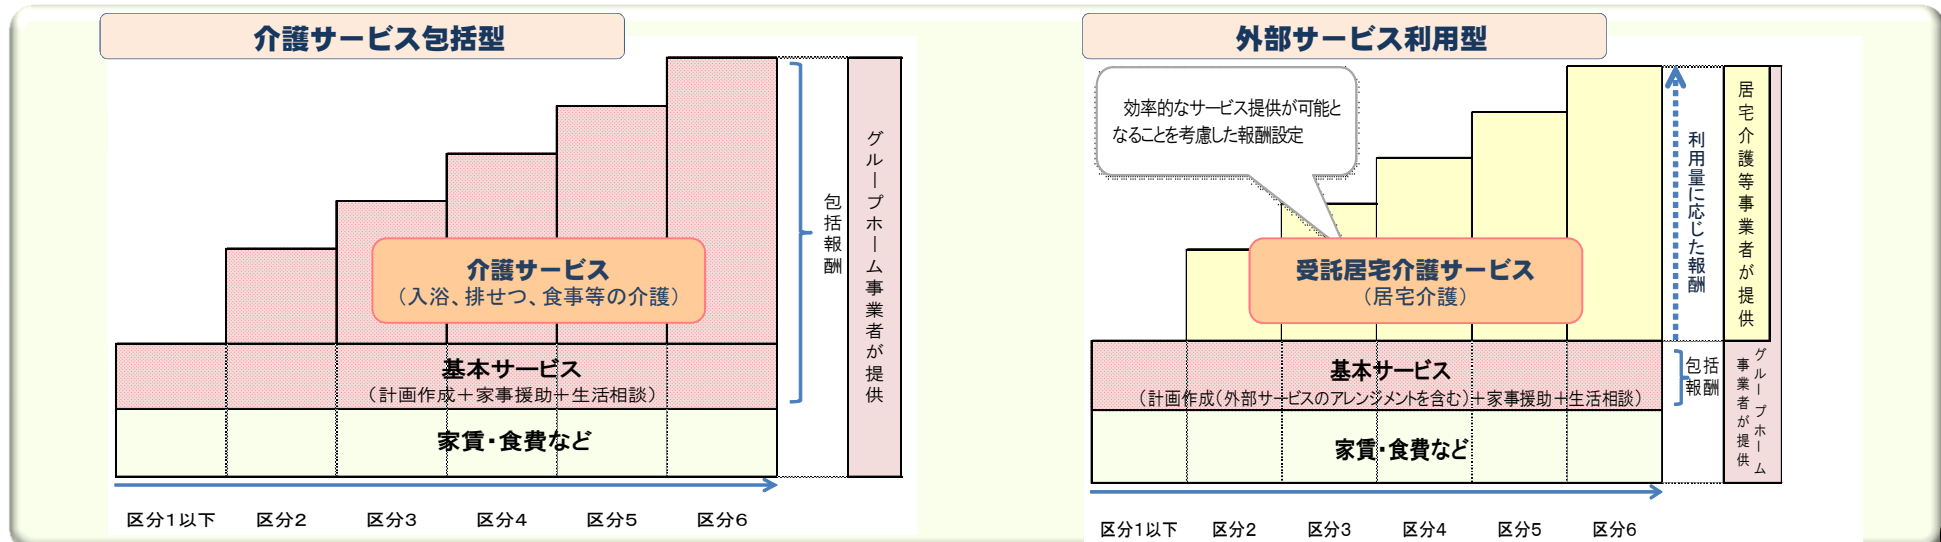 介護サービス包括型
介護サービス
(入浴、排せつ、食事等の介護)
基本サービス
(計画作成+家事援助+生活相談)
家賃・食費など
包括報酬
グループホーム事業者が提供
区分1以下
区分2
区分3
区分4
区分5
区分6
外部サービス利用型
効率的なサービス提供が可能と
なることを考慮した報酬設定
受託居宅介護サービス
(居宅介護)
基本サービス
(計画作成(外部サービスのアレンジメントを含む)+家事援助+生活相談)
家賃・食費など
利用量に応じた報酬
居宅介護等事業者が提供
包括
報酬
グループホーム
事業者が提供
区分1以下
区分2
区分3
区分4
区分5
区分6